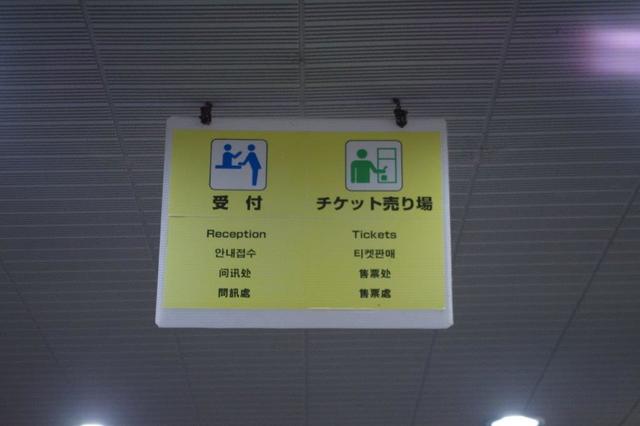 受 付
チケット売り場
Reception
Tickets
안내접수
티켓판매
问讯处
售票处
問訊處
售票處